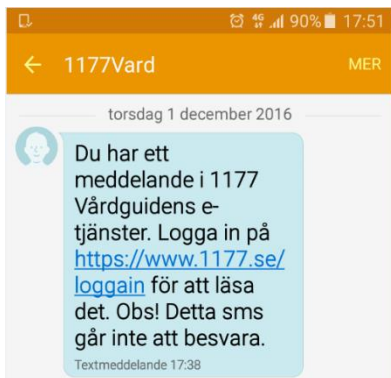 4G 90% 17:51
1177Vard MER
torsdag 1 december 2016
Du har ett
meddelande i 1177
Vårdguidens e-
tjänster. Logga in på
https://www.1177.se/
loggain för att läsa
det. Obs! Detta sms
går inte att besvara.
Textmeddelande 17:38